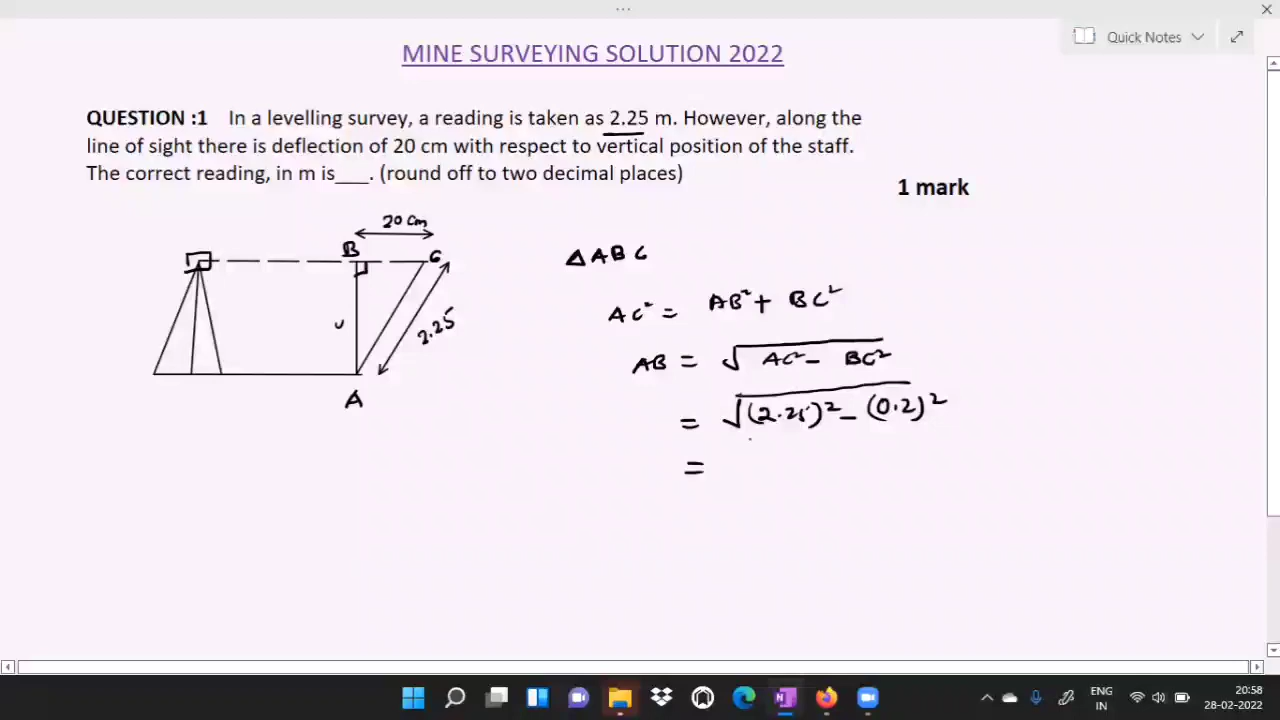 Quick Notes
MINE SURVEYING SOLUTION 2022
QUESTION :1 In a levelling survey, a reading is taken as 2.25 m. However, along the
line of sight there is deflection of 20 cm with respect to vertical position of the staff.
The correct reading, in m is___. (round off to two decimal places)
1 mark
20 cm
B
C
2.25
A
Δ ABC
AC² = AB² + BC²
AB = √AC² - BC²
= √(2.25)² - (0.2)²
=
ENG
IN
20:58
28-02-2022